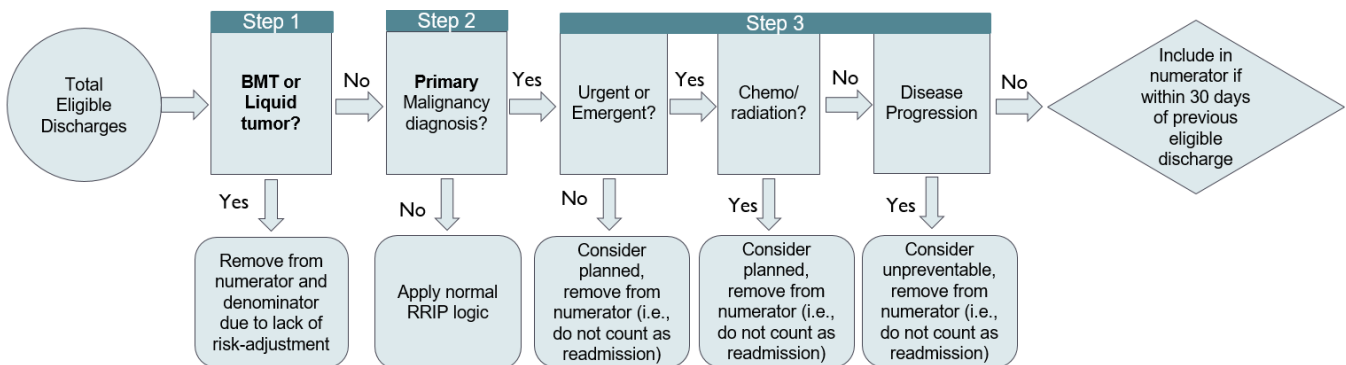 Step 1
Step 2
Step 3
Total
Eligible
Discharges
BMT or
Liquid
tumor?
No
Primary
Malignancy
diagnosis?
Yes
Urgent or
Emergent?
Yes
Chemo/
radiation?
No
Disease
Progression
No
Include in
numerator if
within 30 days
of previous
eligible
discharge
Yes
No
No
Yes
Yes
Remove from
numerator and
denominator
due to lack of
risk-adjustment
Apply normal
RRIP logic
Consider
planned,
remove from
numerator (i.e.,
do not count as
readmission)
Consider
planned,
remove from
numerator (i.e.,
do not count as
readmission)
Consider
unpreventable,
remove from
numerator (i.e.,
do not count as
readmission)